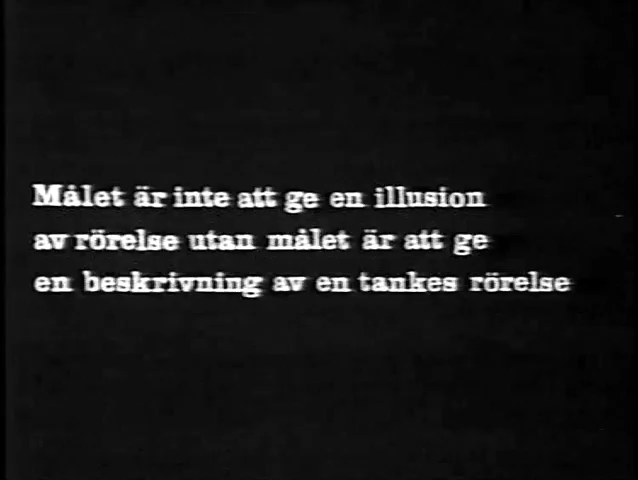 Målet är inte att ge en illusion
av rörelse utan målet är att ge
en beskrivning av en tankes rörelse